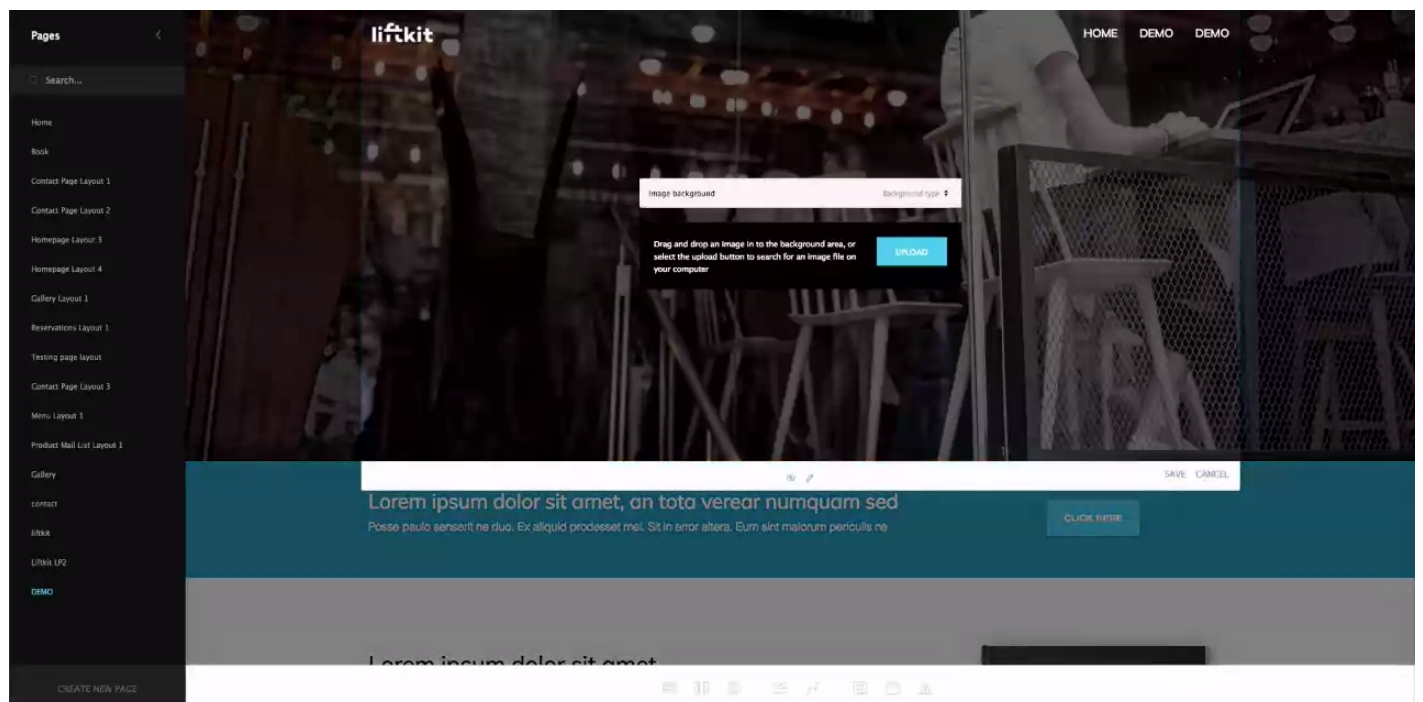 Pages
Search...
Home
Book
Contact Page Layout 1
Contact Page Layout 2
Homepage Layout 3
Homepage Layout 4
Gallery Layout 1
Reservations Layout 1
Testing page layout
Contact Page Layout 3
Menu Layout 1
Product Mail List Layout 1
Gallery
contact
liftkit
Liftkit LP2
DEMO
CREATE NEW PAGE
liftkit
HOME DEMO DEMO
Image background Background type
Drag and drop an image in to the background area, or
select the upload button to search for an image file on
your computer
UPLOAD
SAVE CANCEL
Lorem ipsum dolor sit amet, an tota verear numquam sed
Posse paulo senserit ne duo. Ex aliquid prodesset mel. Sit in error altera. Eum sint malorum periculis ne
CLICK HERE
Lorem ipsum dolor sit amet